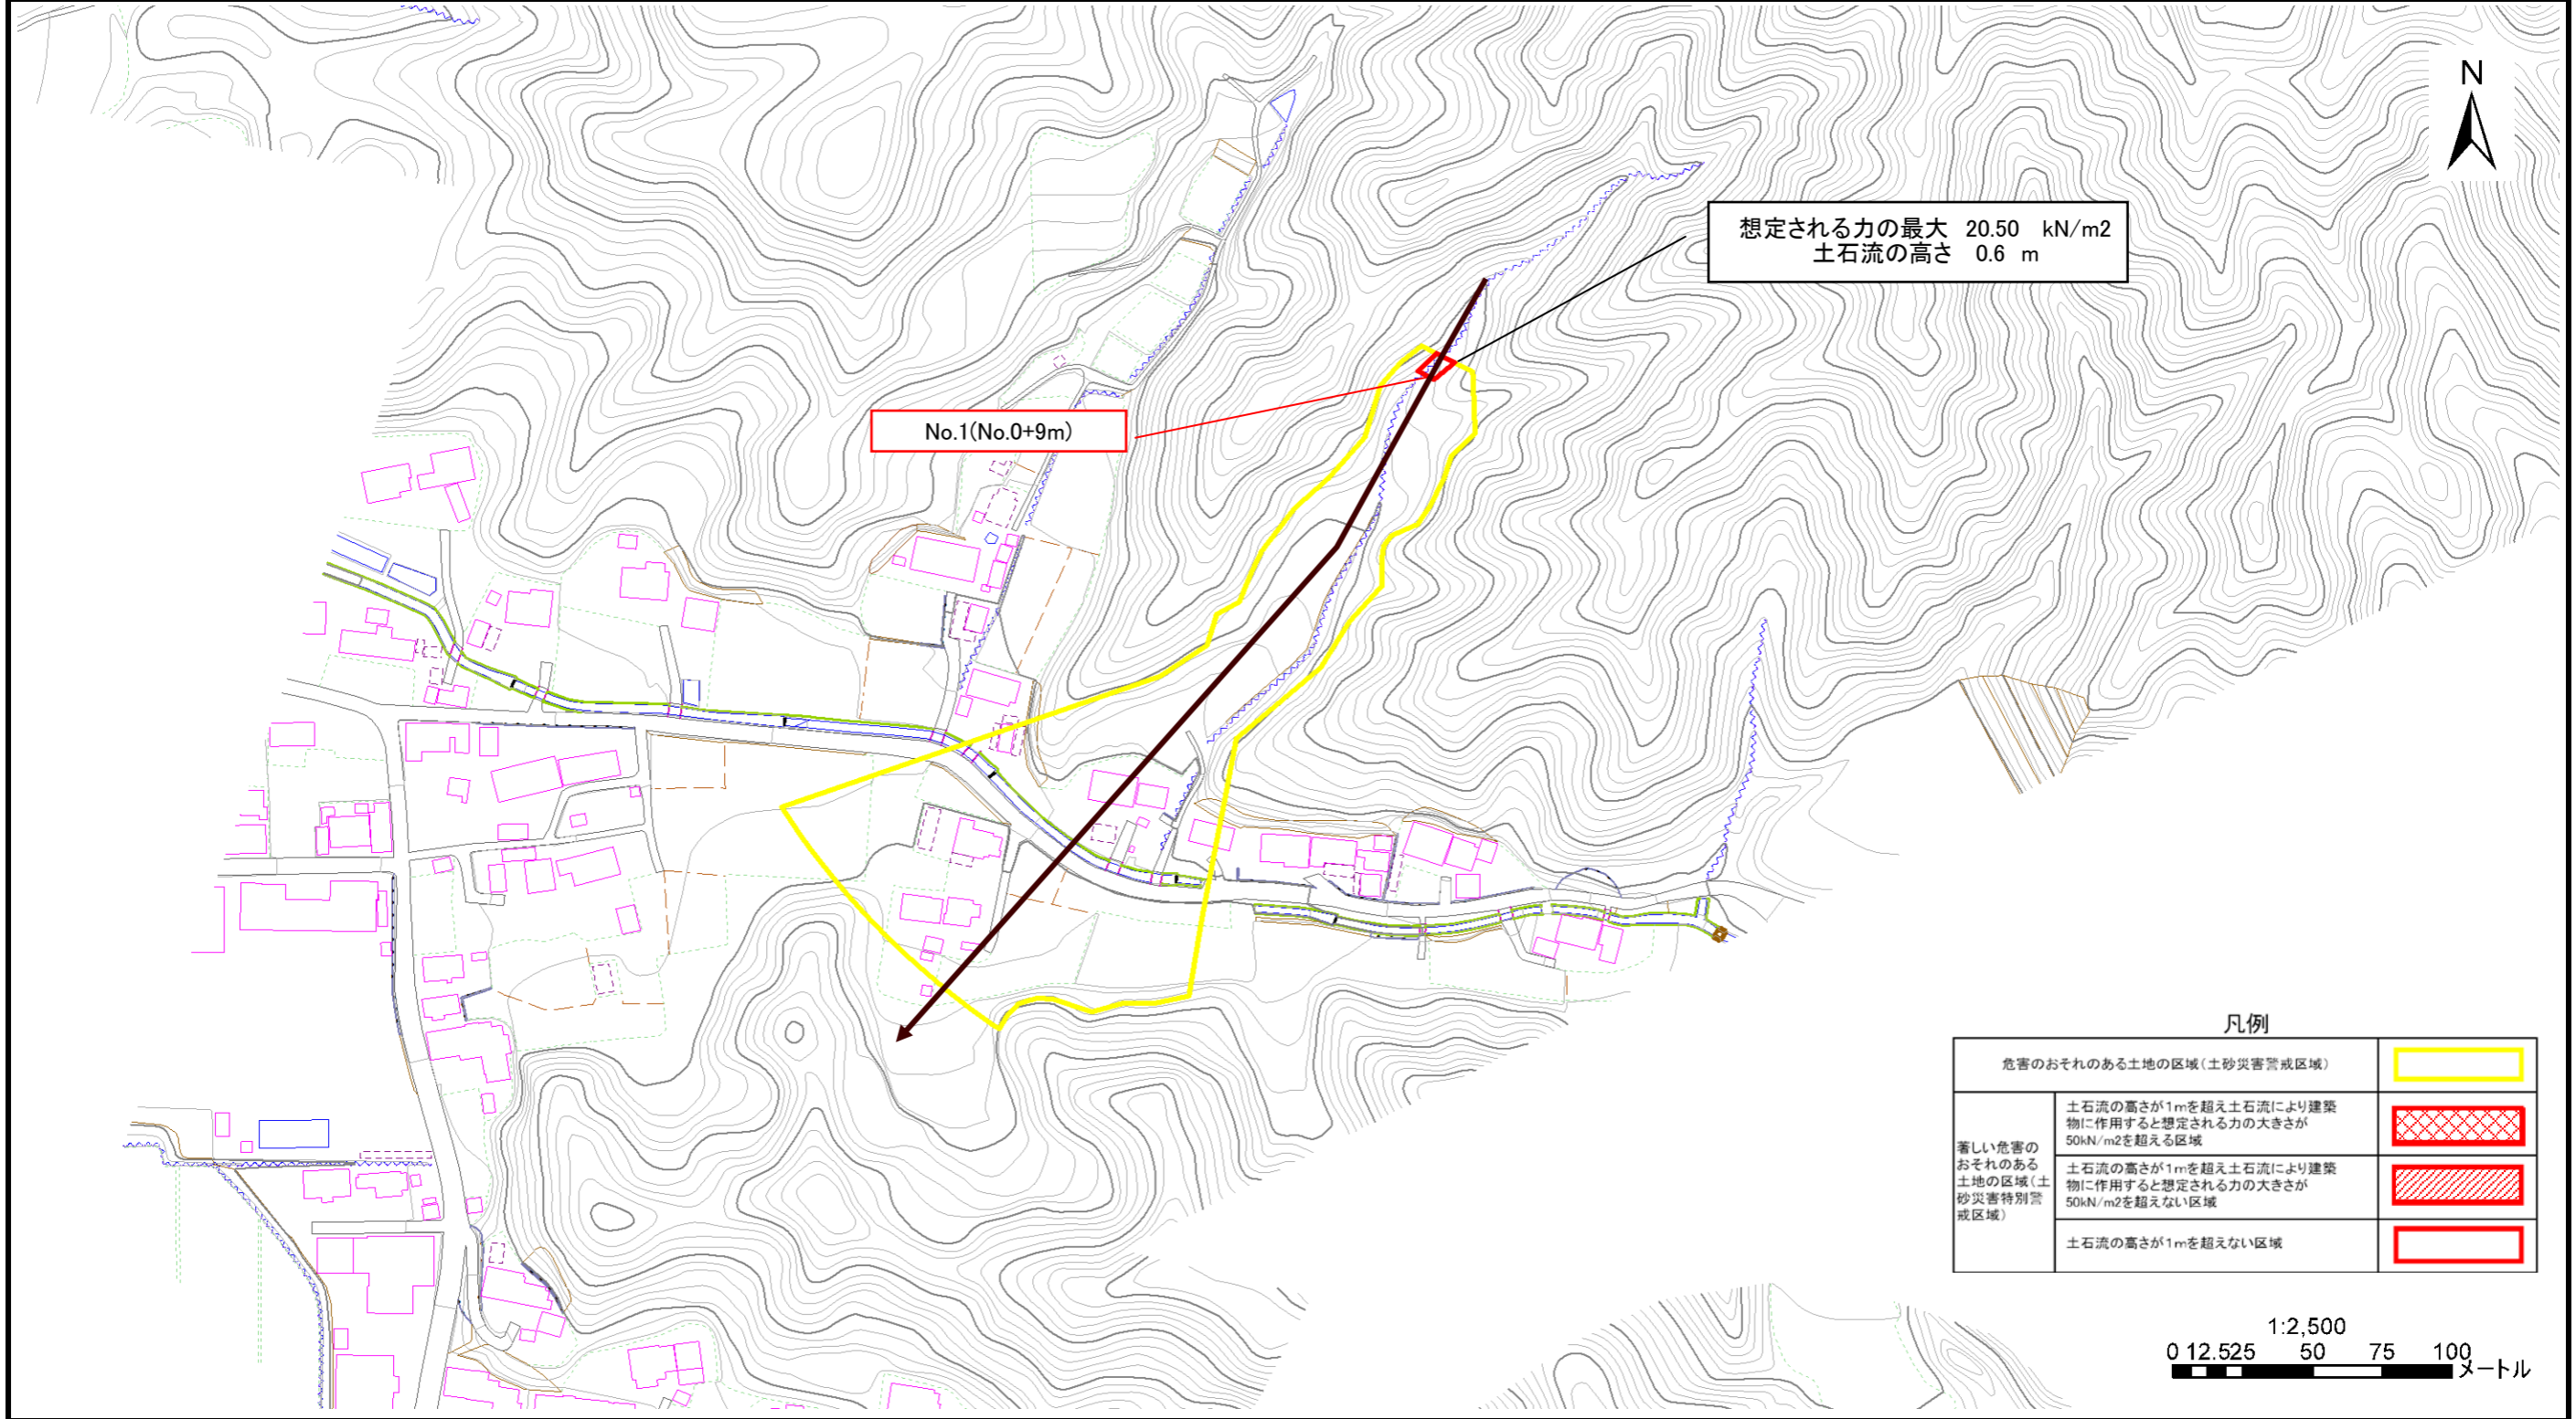 N
想定される力の最大 20.50 kN/m2
土石流の高さ 0.6 m
No.1(No.0+9m)
凡例
危害のおそれのある土地の区域(土砂災害警戒区域)
著しい危害の
おそれのある
土地の区域(土
砂災害特別警
戒区域)
土石流の高さが1mを超え土石流により建築
物に作用すると想定される力の大きさが
50kN/m2を超える区域
土石流の高さが1mを超え土石流により建築
物に作用すると想定される力の大きさが
50kN/m2を超えない区域
土石流の高さが1mを超えない区域
1:2,500
0 12.525 50 75 100
メートル